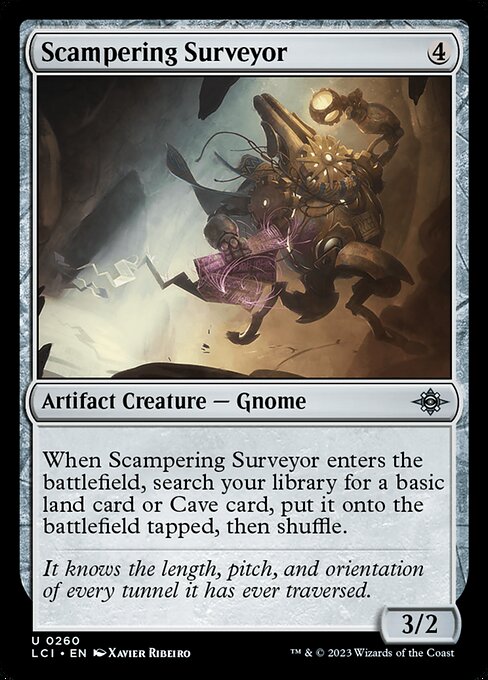 Scampering Surveyor 4
Artifact Creature — Gnome
When Scampering Surveyor enters the
battlefield, search your library for a basic
land card or Cave card, put it onto the
battlefield tapped, then shuffle.
It knows the length, pitch, and orientation
of every tunnel it has ever traversed.
3/2
U 0260
LCI • EN Xavier Ribeiro
™ & © 2023 Wizards of the Coast